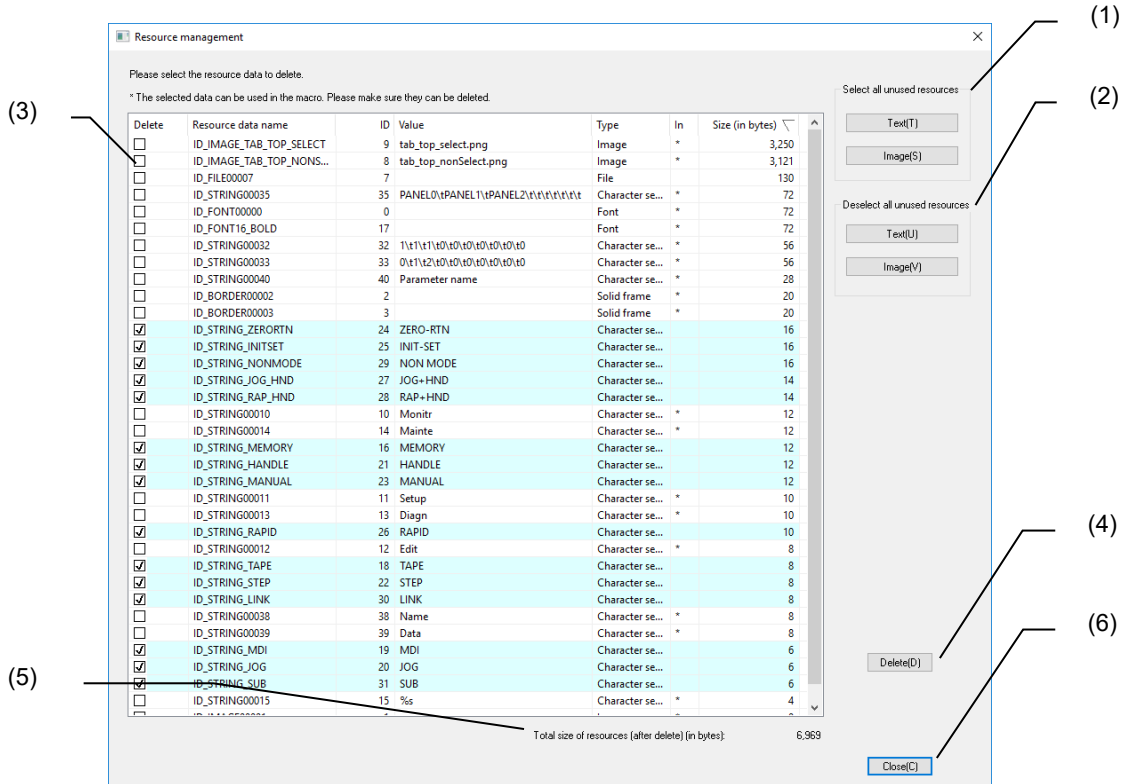 (1)
Resource management
Please select the resource data to delete.
* The selected data can be used in the macro. Please make sure they can be deleted.
Select all unused resources
(2)
(3)
Delete Resource data name ID Value Type In Size (in bytes)
Text(T)
ID_IMAGE_TAB_TOP_SELECT 9 tab_top_select.png Image * 3,250
ID_IMAGE_TAB_TOP_NONS... 8 tab_top_nonSelect.png Image * 3,121
Image(S)
ID_FILE00007 7 File 130
ID_STRING00035 35 PANEL0\tPANEL1\tPANEL2\t\t\t\t\t\t\t Character se... * 72
Deselect all unused resources
ID_FONT00000 0 Font * 72
ID_FONT16_BOLD 17 Font * 72
Text(U)
ID_STRING00032 32 1\t1\t1\t0\t0\t0\t0\t0\t0\t0 Character se... * 56
ID_STRING00033 33 0\t1\t2\t0\t0\t0\t0\t0\t0\t0 Character se... * 56
Image(V)
ID_STRING00040 40 Parameter name Character se... * 28
ID_BORDER00002 2 Solid frame * 20
ID_BORDER00003 3 Solid frame * 20
ID_STRING_ZERORTN 24 ZERO-RTN Character se... 16
ID_STRING_INITSET 25 INIT-SET Character se... 16
ID_STRING_NONMODE 29 NON MODE Character se... 16
ID_STRING_JOG_HND 27 JOG+HND Character se... 14
ID_STRING_RAP_HND 28 RAP+HND Character se... 14
ID_STRING00010 10 Monitr Character se... * 12
ID_STRING00014 14 Mainte Character se... * 12
ID_STRING_MEMORY 16 MEMORY Character se... 12
ID_STRING_HANDLE 21 HANDLE Character se... 12
ID_STRING_MANUAL 23 MANUAL Character se... 12
ID_STRING00011 11 Setup Character se... * 10
ID_STRING00013 13 Diagn Character se... * 10
(4)
ID_STRING_RAPID 26 RAPID Character se... 10
ID_STRING00012 12 Edit Character se... * 8
ID_STRING_TAPE 18 TAPE Character se... 8
ID_STRING_STEP 22 STEP Character se... 8
ID_STRING_LINK 30 LINK Character se... 8
ID_STRING00038 38 Name Character se... * 8
(6)
ID_STRING00039 39 Data Character se... * 8
ID_STRING_MDI 19 MDI Character se... 6
Delete(D)
ID_STRING_JOG 20 JOG Character se... 6
(5)
ID_STRING_SUB 31 SUB Character se... 6
ID_STRING00015 15 %s Character se... * 4
Total size of resources (after delete) (in bytes): 6,969
Close(C)